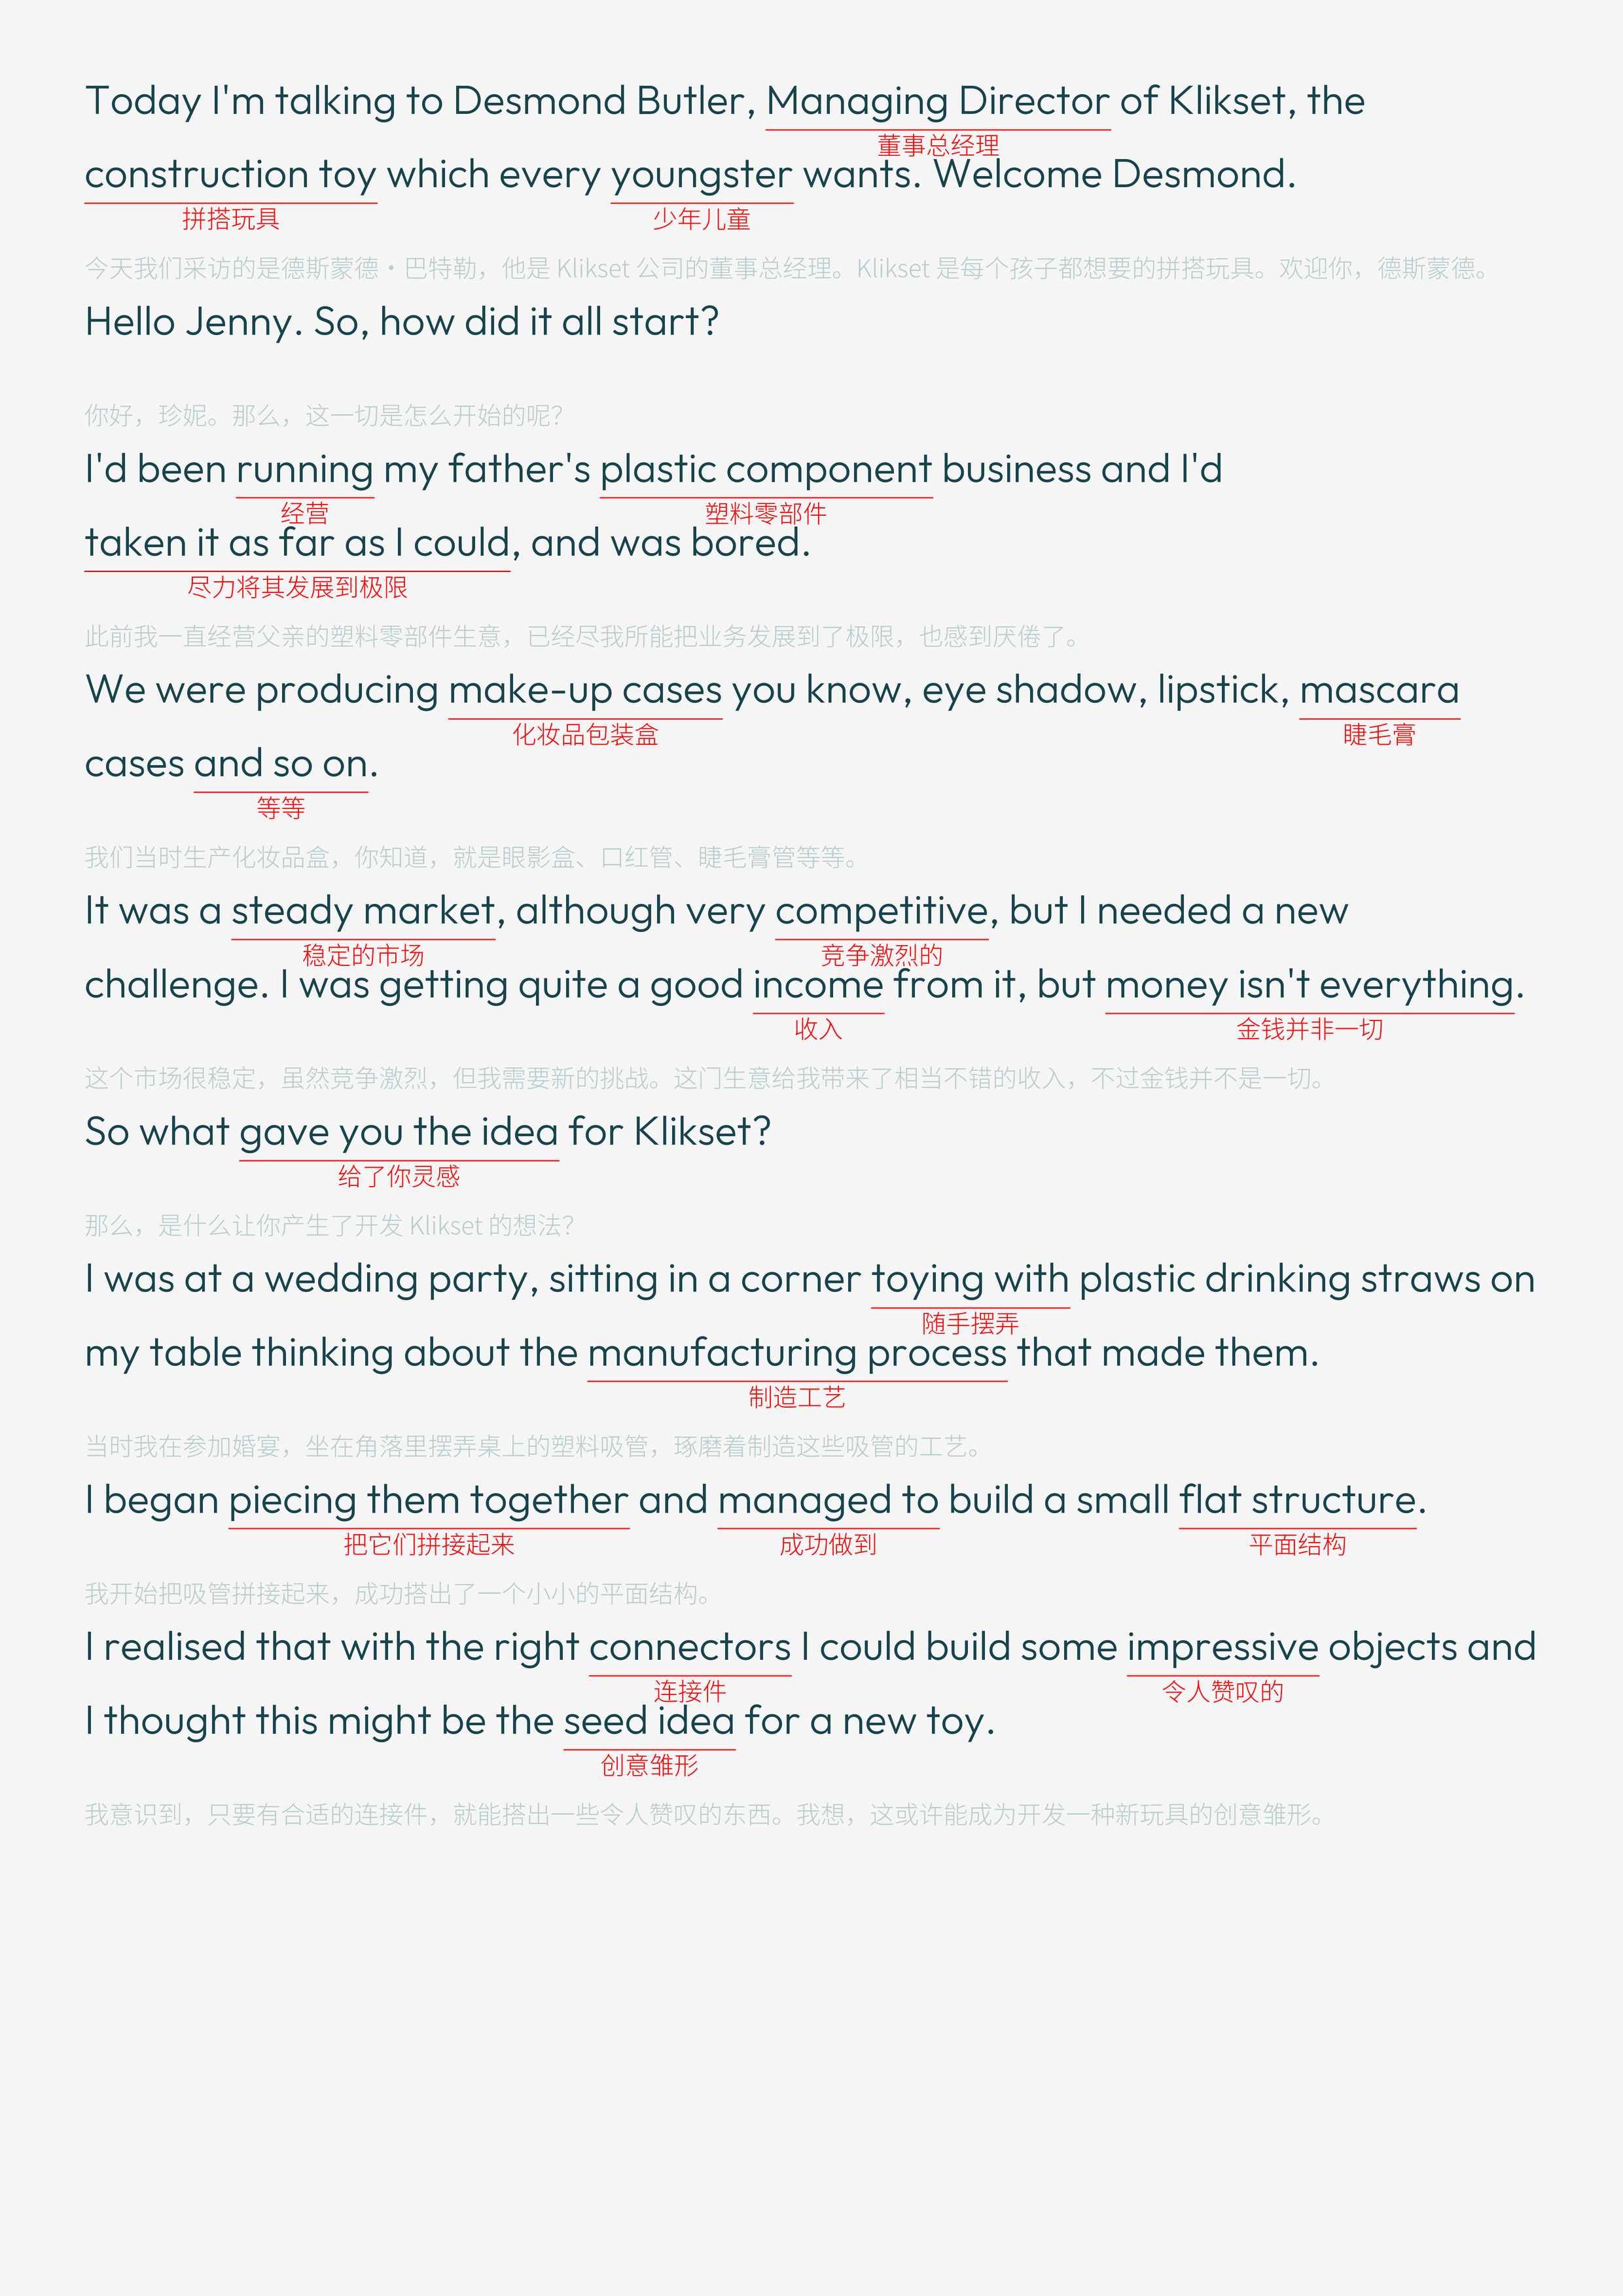 Today I'm talking to Desmond Butler, Managing Director of Klikset, the
董事总经理
construction toy which every youngster wants. Welcome Desmond.
拼搭玩具 少年儿童
今天我们采访的是德斯蒙德・巴特勒，他是 Klikset 公司的董事总经理。Klikset 是每个孩子都想要的拼搭玩具。欢迎你，德斯蒙德。
Hello Jenny. So, how did it all start?
你好，珍妮。那么，这一切是怎么开始的呢？
I'd been running my father's plastic component business and I'd
经营 塑料零部件
taken it as far as I could, and was bored.
尽力将其发展到极限
此前我一直经营父亲的塑料零部件生意，已经尽我所能把业务发展到了极限，也感到厌倦了。
We were producing make-up cases you know, eye shadow, lipstick, mascara
化妆品包装盒 睫毛膏
cases and so on.
等等
我们当时生产化妆品盒，你知道，就是眼影盒、口红管、睫毛膏管等等。
It was a steady market, although very competitive, but I needed a new
稳定的市场 竞争激烈的
challenge. I was getting quite a good income from it, but money isn't everything.
收入 金钱并非一切
这个市场很稳定，虽然竞争激烈，但我需要新的挑战。这门生意给我带来了相当不错的收入，不过金钱并不是一切。
So what gave you the idea for Klikset?
给了你灵感
那么，是什么让你产生了开发 Klikset 的想法？
I was at a wedding party, sitting in a corner toying with plastic drinking straws on
随手摆弄
my table thinking about the manufacturing process that made them.
制造工艺
当时我在参加婚宴，坐在角落里摆弄桌上的塑料吸管，琢磨着制造这些吸管的工艺。
I began piecing them together and managed to build a small flat structure.
把它们拼接起来 成功做到 平面结构
我开始把吸管拼接起来，成功搭出了一个小小的平面结构。
I realised that with the right connectors I could build some impressive objects and
连接件 令人赞叹的
I thought this might be the seed idea for a new toy.
创意雏形
我意识到，只要有合适的连接件，就能搭出一些令人赞叹的东西。我想，这或许能成为开发一种新玩具的创意雏形。